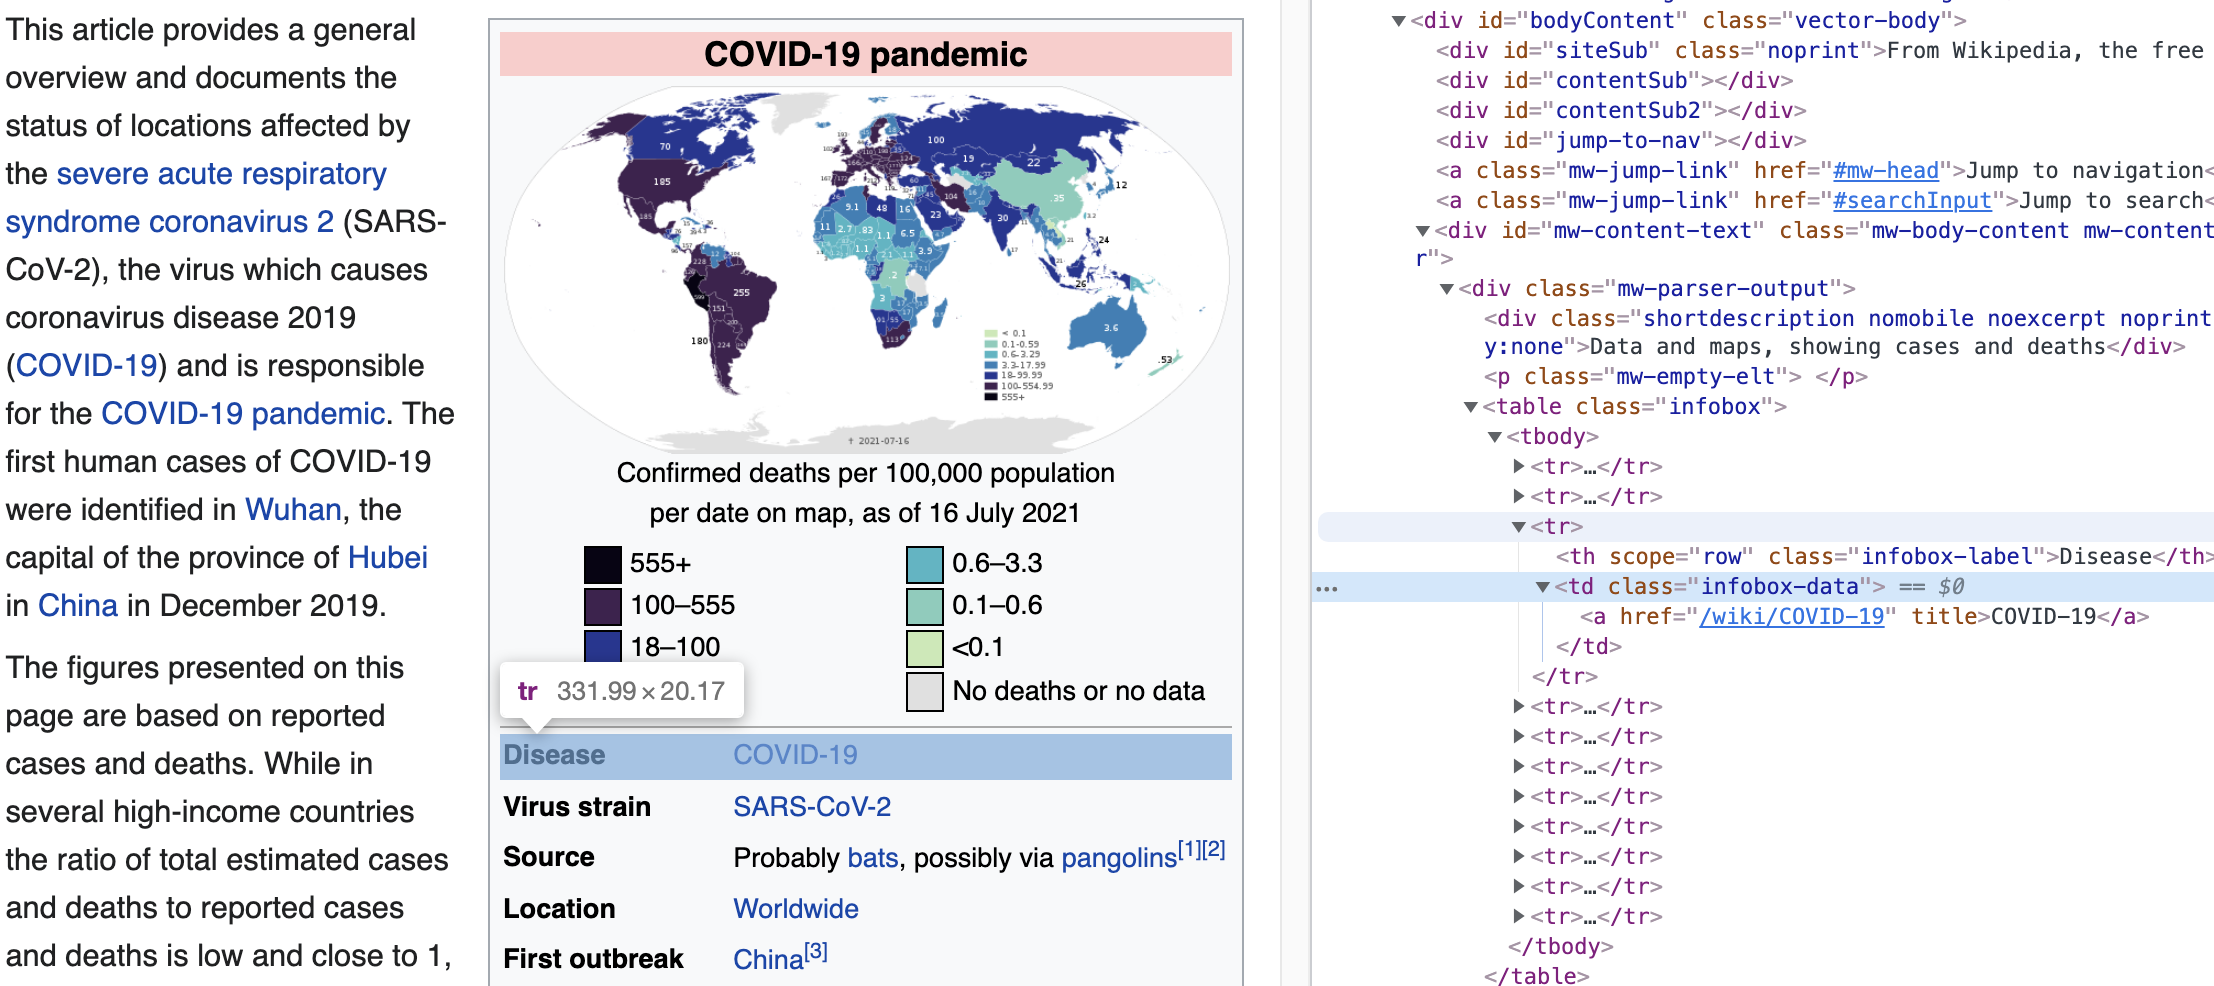 This article provides a general
overview and documents the
status of locations affected by
the severe acute respiratory
syndrome coronavirus 2 (SARS-
CoV-2), the virus which causes
coronavirus disease 2019
(COVID-19) and is responsible
for the COVID-19 pandemic. The
first human cases of COVID-19
were identified in Wuhan, the
capital of the province of Hubei
in China in December 2019.
The figures presented on this
page are based on reported
cases and deaths. While in
several high-income countries
the ratio of total estimated cases
and deaths to reported cases
and deaths is low and close to 1,
COVID-19 pandemic
70
100
19
22
185
104
.35
12
185
9.1
48
16
23
30
11
2.7
.83
1.1
6.5
24
1.1
3.9
228
.2
26
255
3
151
3.6
180
224
113
.53
< 0.1
0.1-0.59
0.6-3.29
3.3-17.99
18-99.99
100-554.99
555+
✝ 2021-07-16
Confirmed deaths per 100,000 population
per date on map, as of 16 July 2021
555+
100–555
18–100
0.6–3.3
0.1–0.6
<0.1
No deaths or no data
tr 331.99 × 20.17
Disease COVID-19
Virus strain SARS-CoV-2
Source Probably bats, possibly via pangolins[1][2]
Location Worldwide
First outbreak China[3]
<div id="bodyContent" class="vector-body">
<div id="siteSub" class="noprint">From Wikipedia, the free
<div id="contentSub"></div>
<div id="contentSub2"></div>
<div id="jump-to-nav"></div>
<a class="mw-jump-link" href="#mw-head">Jump to navigation<
<a class="mw-jump-link" href="#searchInput">Jump to search<
<div id="mw-content-text" class="mw-body-content mw-content
r">
<div class="mw-parser-output">
<div class="shortdescription nomobile noexcerpt noprint
y:none">Data and maps, showing cases and deaths</div>
<p class="mw-empty-elt"> </p>
<table class="infobox">
<tbody>
<tr>…</tr>
<tr>…</tr>
<tr>
<th scope="row" class="infobox-label">Disease</th>
<td class="infobox-data"> == $0
<a href="/wiki/COVID-19" title>COVID-19</a>
</td>
</tr>
<tr>…</tr>
<tr>…</tr>
<tr>…</tr>
<tr>…</tr>
<tr>…</tr>
<tr>…</tr>
<tr>…</tr>
<tr>…</tr>
</tbody>
</table>